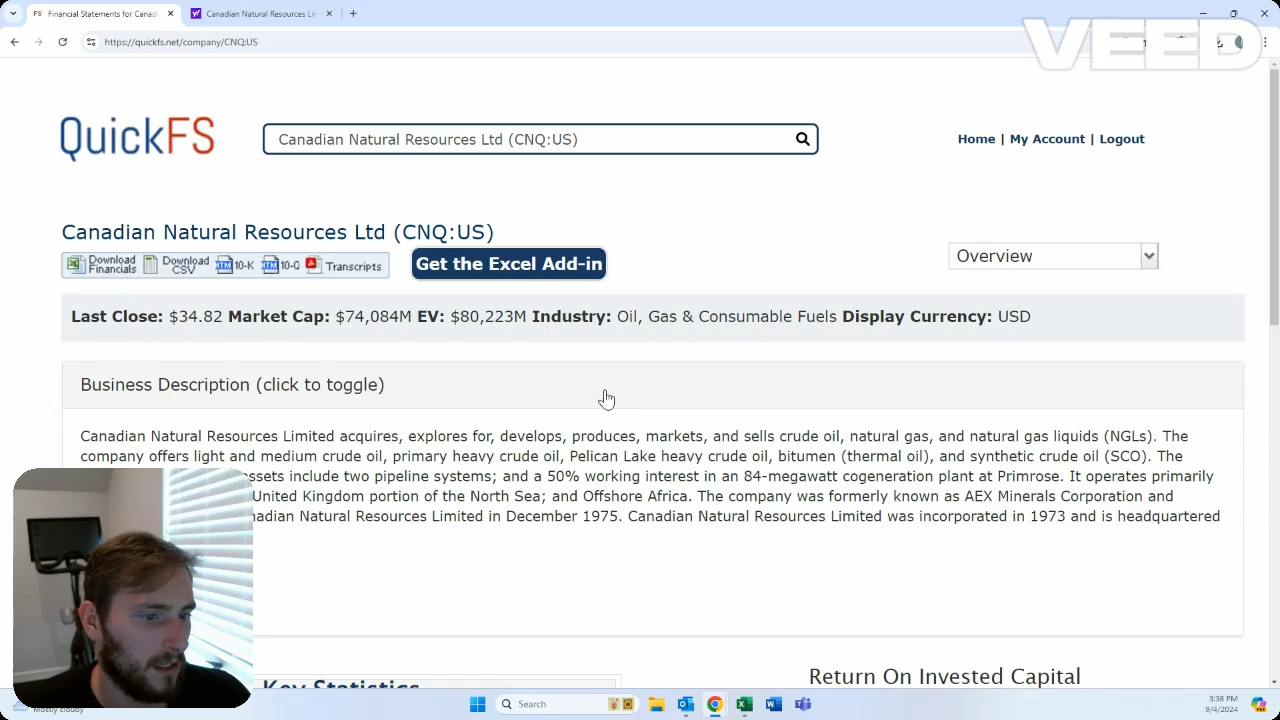 Financial Statements for Canad
Canadian Natural Resources Lim
https://quickfs.net/company/CNQ:US
VEED
QuickFS
Canadian Natural Resources Ltd (CNQ:US)
Home | My Account | Logout
Canadian Natural Resources Ltd (CNQ:US)
Download Financials
Download CSV
10-K
10-Q
Transcripts
Get the Excel Add-in
Overview
Last Close: $34.82 Market Cap: $74,084M EV: $80,223M Industry: Oil, Gas & Consumable Fuels Display Currency: USD
Business Description (click to toggle)
Canadian Natural Resources Limited acquires, explores for, develops, produces, markets, and sells crude oil, natural gas, and natural gas liquids (NGLs). The
company offers light and medium crude oil, primary heavy crude oil, Pelican Lake heavy crude oil, bitumen (thermal oil), and synthetic crude oil (SCO). The
assets include two pipeline systems; and a 50% working interest in an 84-megawatt cogeneration plant at Primrose. It operates primarily
United Kingdom portion of the North Sea; and Offshore Africa. The company was formerly known as AEX Minerals Corporation and
nadian Natural Resources Limited in December 1975. Canadian Natural Resources Limited was incorporated in 1973 and is headquartered
Key Statistics
Return On Invested Capital
Mostly cloudy
Search
3:38 PM
9/4/2024